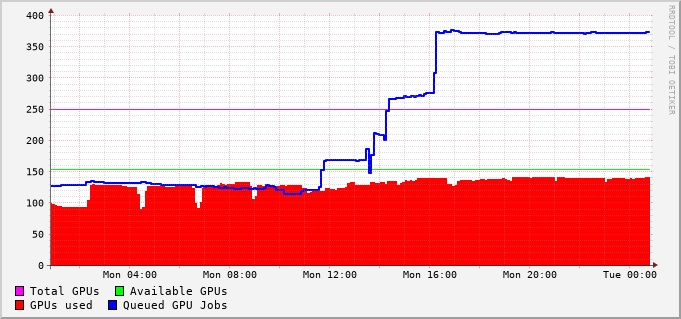 RRDTOOL / TOBI OETIKER
400
350
300
250
200
150
100
50
0
Mon 04:00 Mon 08:00 Mon 12:00 Mon 16:00 Mon 20:00 Tue 00:00
Total GPUs Available GPUs
GPUs used Queued GPU Jobs